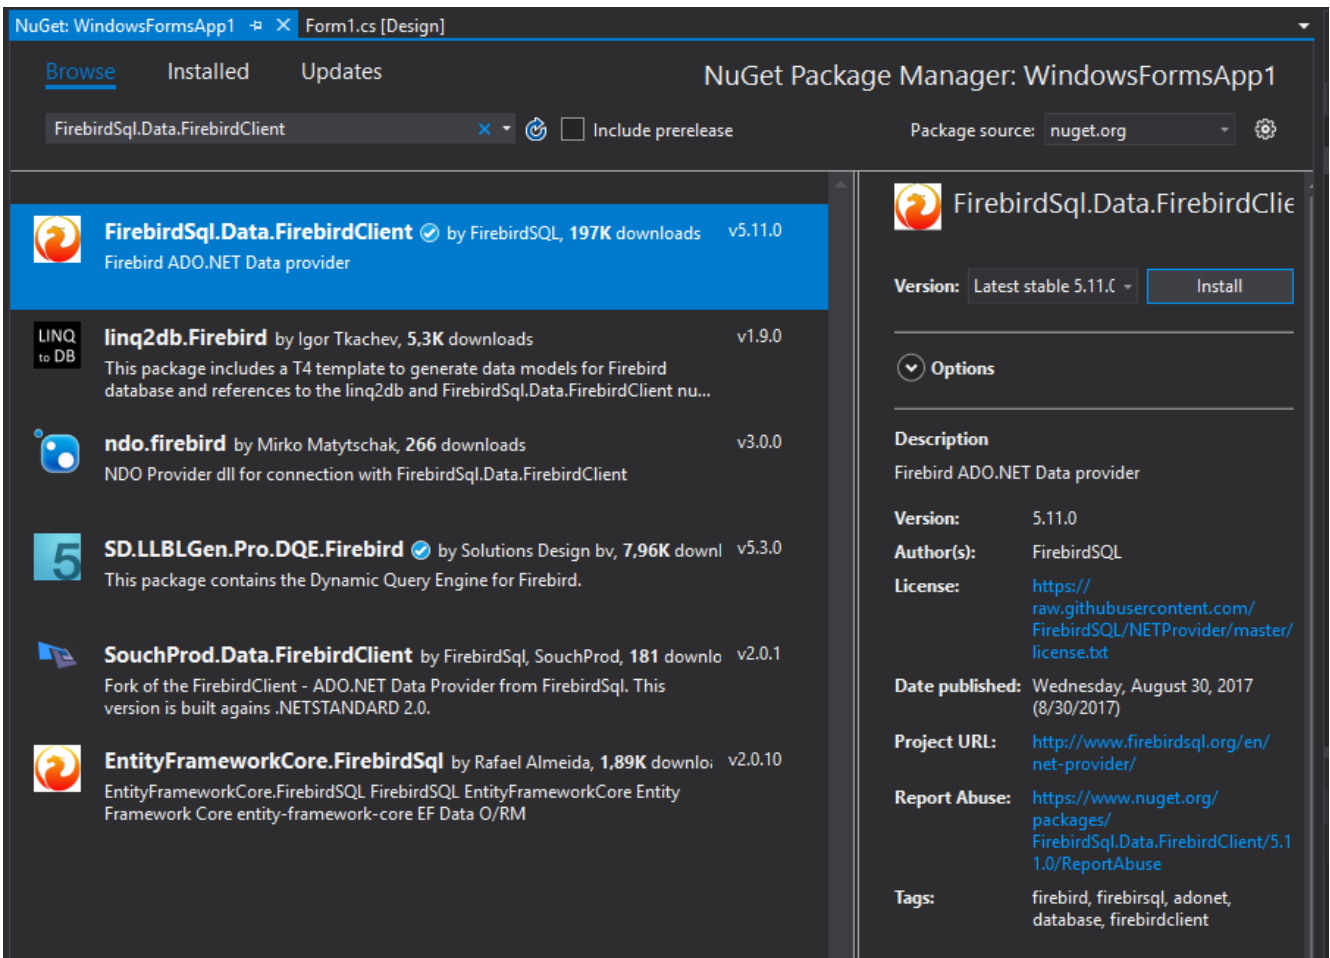 NuGet: WindowsFormsApp1
Form1.cs [Design]
Browse Installed Updates
NuGet Package Manager: WindowsFormsApp1
FirebirdSql.Data.FirebirdClient
Include prerelease
Package source: nuget.org
FirebirdSql.Data.FirebirdClient by FirebirdSQL, 197K downloads v5.11.0
Firebird ADO.NET Data provider
LINQ
to DB
linq2db.Firebird by Igor Tkachev, 5,3K downloads v1.9.0
This package includes a T4 template to generate data models for Firebird
database and references to the linq2db and FirebirdSql.Data.FirebirdClient nu...
ndo.firebird by Mirko Matytschak, 266 downloads v3.0.0
NDO Provider dll for connection with FirebirdSql.Data.FirebirdClient
5
SD.LLBLGen.Pro.DQE.Firebird by Solutions Design bv, 7,96K downl v5.3.0
This package contains the Dynamic Query Engine for Firebird.
SouchProd.Data.FirebirdClient by FirebirdSql, SouchProd, 181 downlo v2.0.1
Fork of the FirebirdClient - ADO.NET Data Provider from FirebirdSql. This
version is built agains .NETSTANDARD 2.0.
EntityFrameworkCore.FirebirdSql by Rafael Almeida, 1,89K downlo v2.0.10
EntityFrameworkCore.FirebirdSQL FirebirdSQL EntityFrameworkCore Entity
Framework Core entity-framework-core EF Data O/RM
FirebirdSql.Data.FirebirdClie
Version: Latest stable 5.11.0 Install
Options
Description
Firebird ADO.NET Data provider
Version: 5.11.0
Author(s): FirebirdSQL
License: https://
raw.githubusercontent.com/
FirebirdSQL/NETProvider/master/
license.txt
Date published: Wednesday, August 30, 2017
(8/30/2017)
Project URL: http://www.firebirdsql.org/en/
net-provider/
Report Abuse: https://www.nuget.org/
packages/
FirebirdSql.Data.FirebirdClient/5.1
1.0/ReportAbuse
Tags: firebird, firebirsql, adonet,
database, firebirdclient